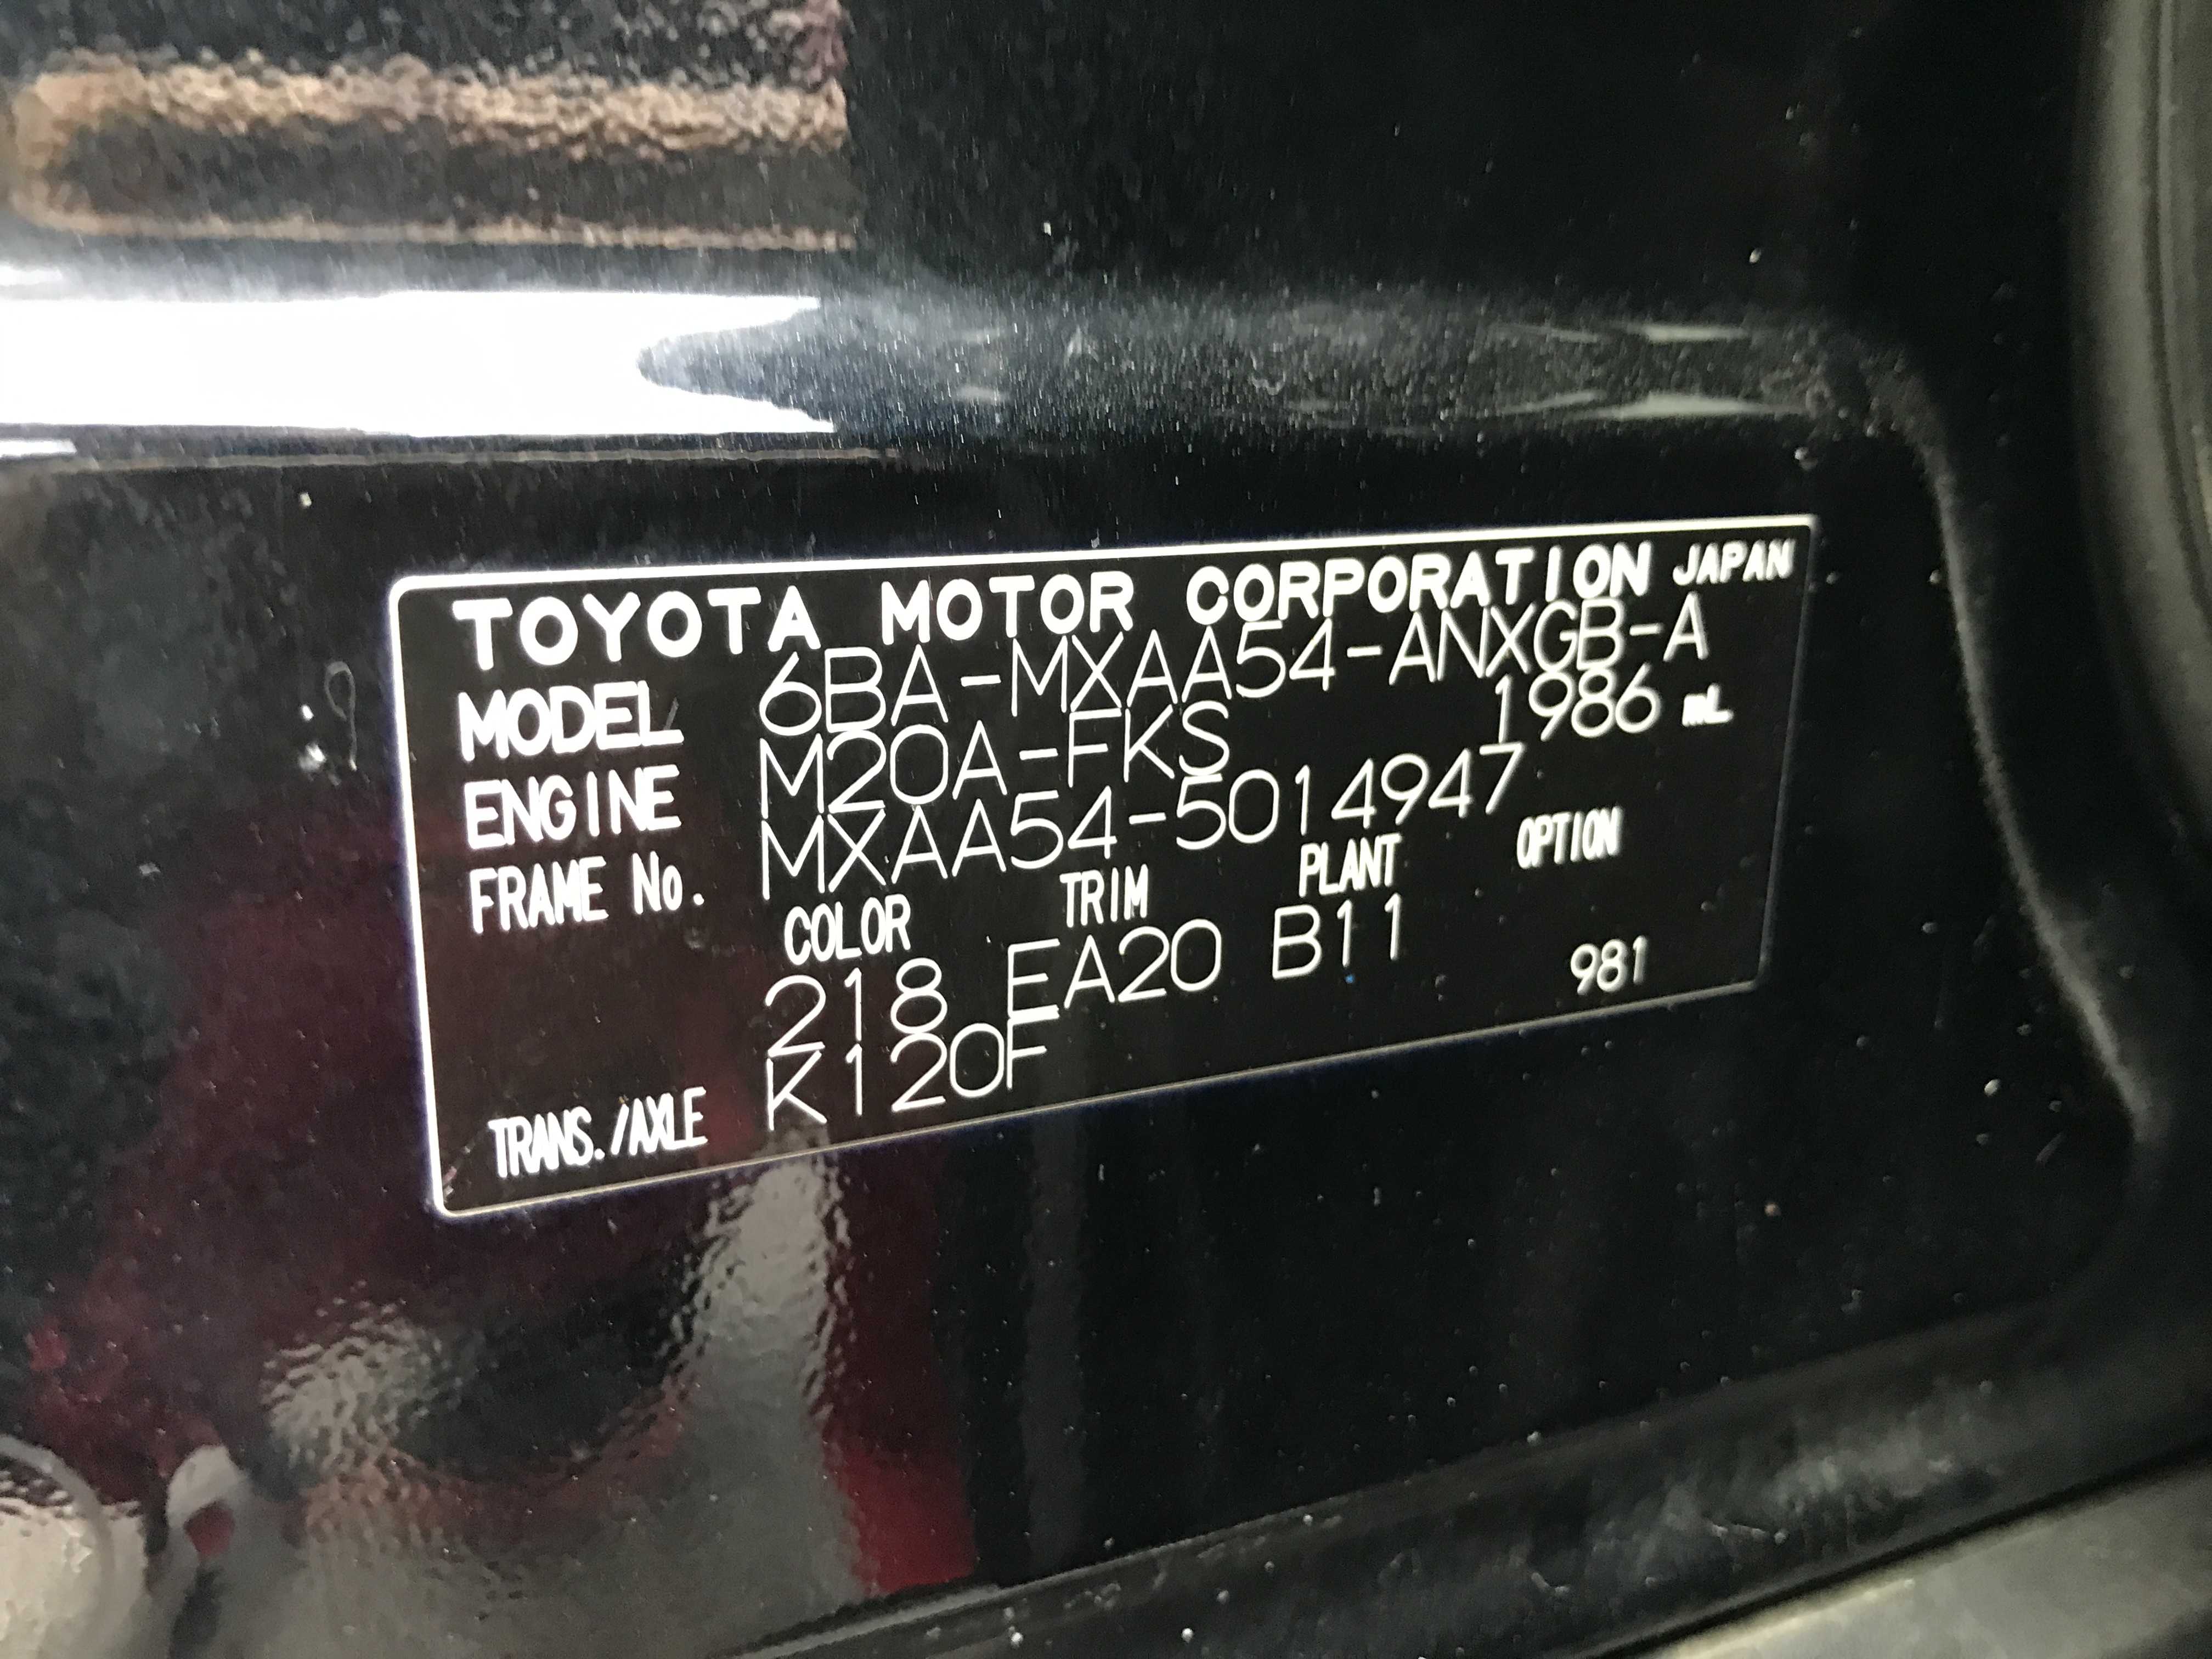 TOYOTA MOTOR CORPORATION JAPAN
MODEL 6BA-MXAA54-ANXGB-A
ENGINE M20A-FKS 1986 mL
FRAME No. MXAA54-5014947
COLOR TRIM PLANT OPTION
218 EA20 B11 981
TRANS./AXLE K120F